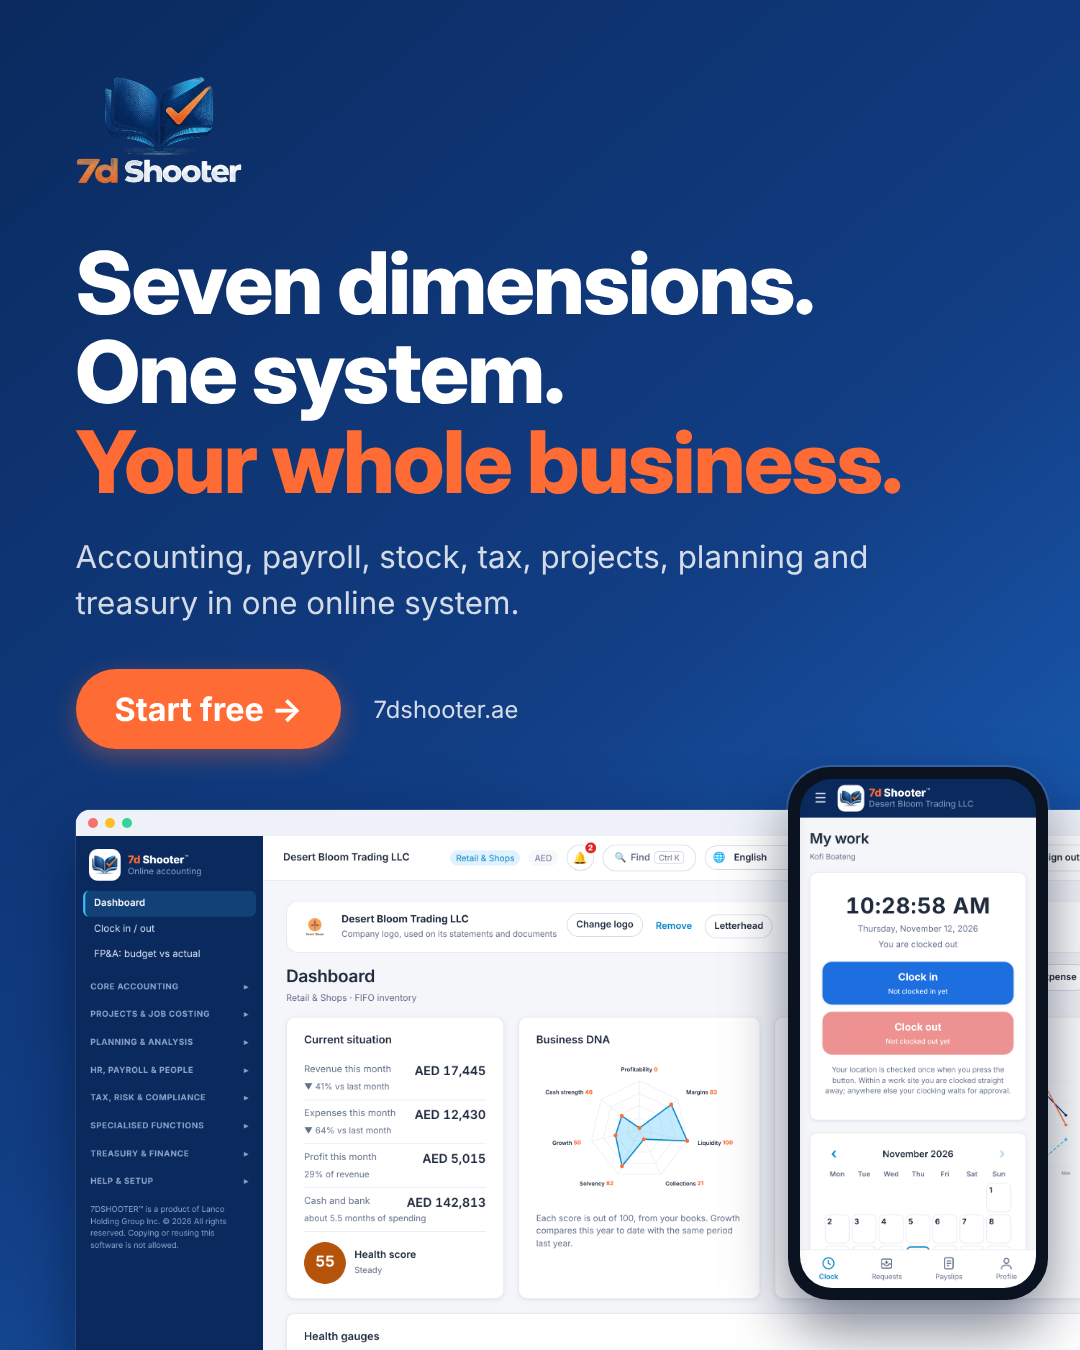 7d Shooter
Seven dimensions.
One system.
Your whole business.
Accounting, payroll, stock, tax, projects, planning and
treasury in one online system.
Start free →
7dshooter.ae
7d Shooter™
Online accounting
Dashboard
Clock in / out
FP&A: budget vs actual
CORE ACCOUNTING
PROJECTS & JOB COSTING
PLANNING & ANALYSIS
HR, PAYROLL & PEOPLE
TAX, RISK & COMPLIANCE
SPECIALISED FUNCTIONS
TREASURY & FINANCE
HELP & SETUP
7DSHOOTER™ is a product of Lanco
Holding Group Inc. © 2026 All rights
reserved. Copying or reusing this
software is not allowed.
Desert Bloom Trading LLC
Retail & Shops
AED
2
Find Ctrl K
English
ign out
Desert Bloom Trading LLC
Company logo, used on its statements and documents
Change logo
Remove
Letterhead
Dashboard
Retail & Shops · FIFO inventory
xpense
Current situation
Revenue this month AED 17,445
▼ 41% vs last month
Expenses this month AED 12,430
▼ 64% vs last month
Profit this month AED 5,015
29% of revenue
Cash and bank AED 142,813
about 5.5 months of spending
55
Health score
Steady
Business DNA
Profitability 0
Cash strength 46
Margins 83
Growth 50
Liquidity 100
Solvency 82
Collections 21
Each score is out of 100, from your books. Growth
compares this year to date with the same period
last year.
Health gauges
7d Shooter™
Desert Bloom Trading LLC
My work
Kofi Boateng
10:28:58 AM
Thursday, November 12, 2026
You are clocked out
Clock in
Not clocked in yet
Clock out
Not clocked out yet
Your location is checked once when you press the
button. Within a work site you are clocked straight
away; anywhere else your clocking waits for approval.
‹ November 2026 ›
Mon Tue Wed Thu Fri Sat Sun
1
2 3 4 5 6 7 8
Clock Requests Payslips Profile